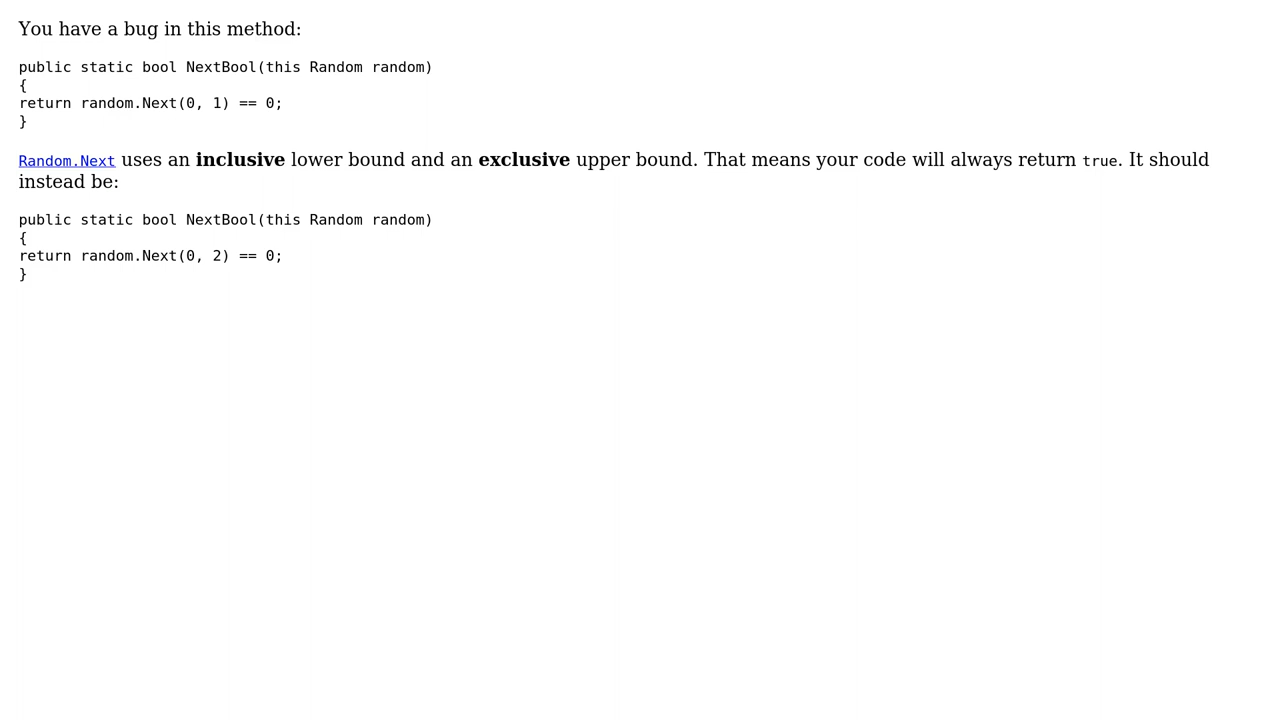 You have a bug in this method:
public static bool NextBool(this Random random)
{
return random.Next(0, 1) == 0;
}
Random.Next uses an inclusive lower bound and an exclusive upper bound. That means your code will always return true. It should
instead be:
public static bool NextBool(this Random random)
{
return random.Next(0, 2) == 0;
}